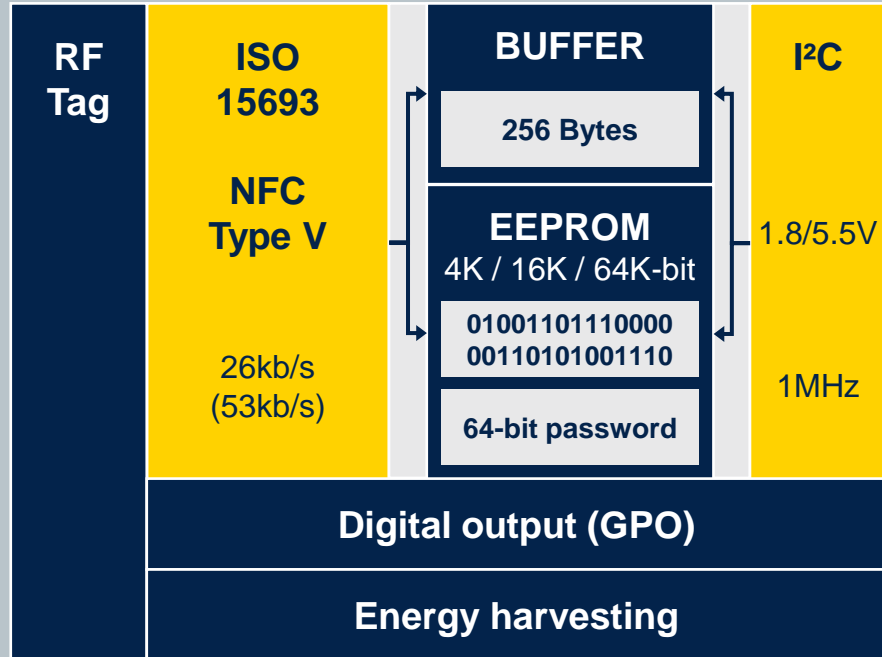 RF
Tag
ISO
15693
NFC
Type V
26kb/s
(53kb/s)
BUFFER
256 Bytes
EEPROM
4K / 16K / 64K-bit
01001101110000
00110101001110
64-bit password
I²C
1.8/5.5V
1MHz
Digital output (GPO)
Energy harvesting